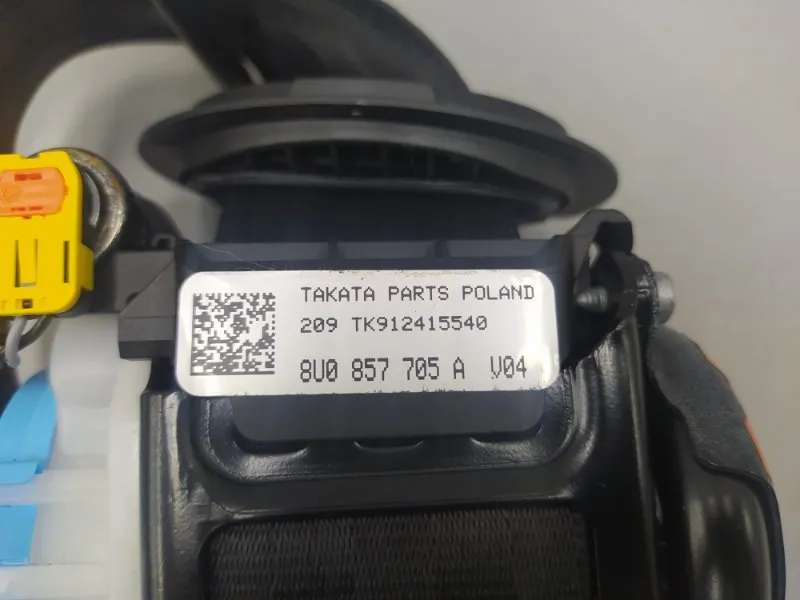 TAKATA PARTS POLAND
209 TK912415540
8U0 857 705 A V04